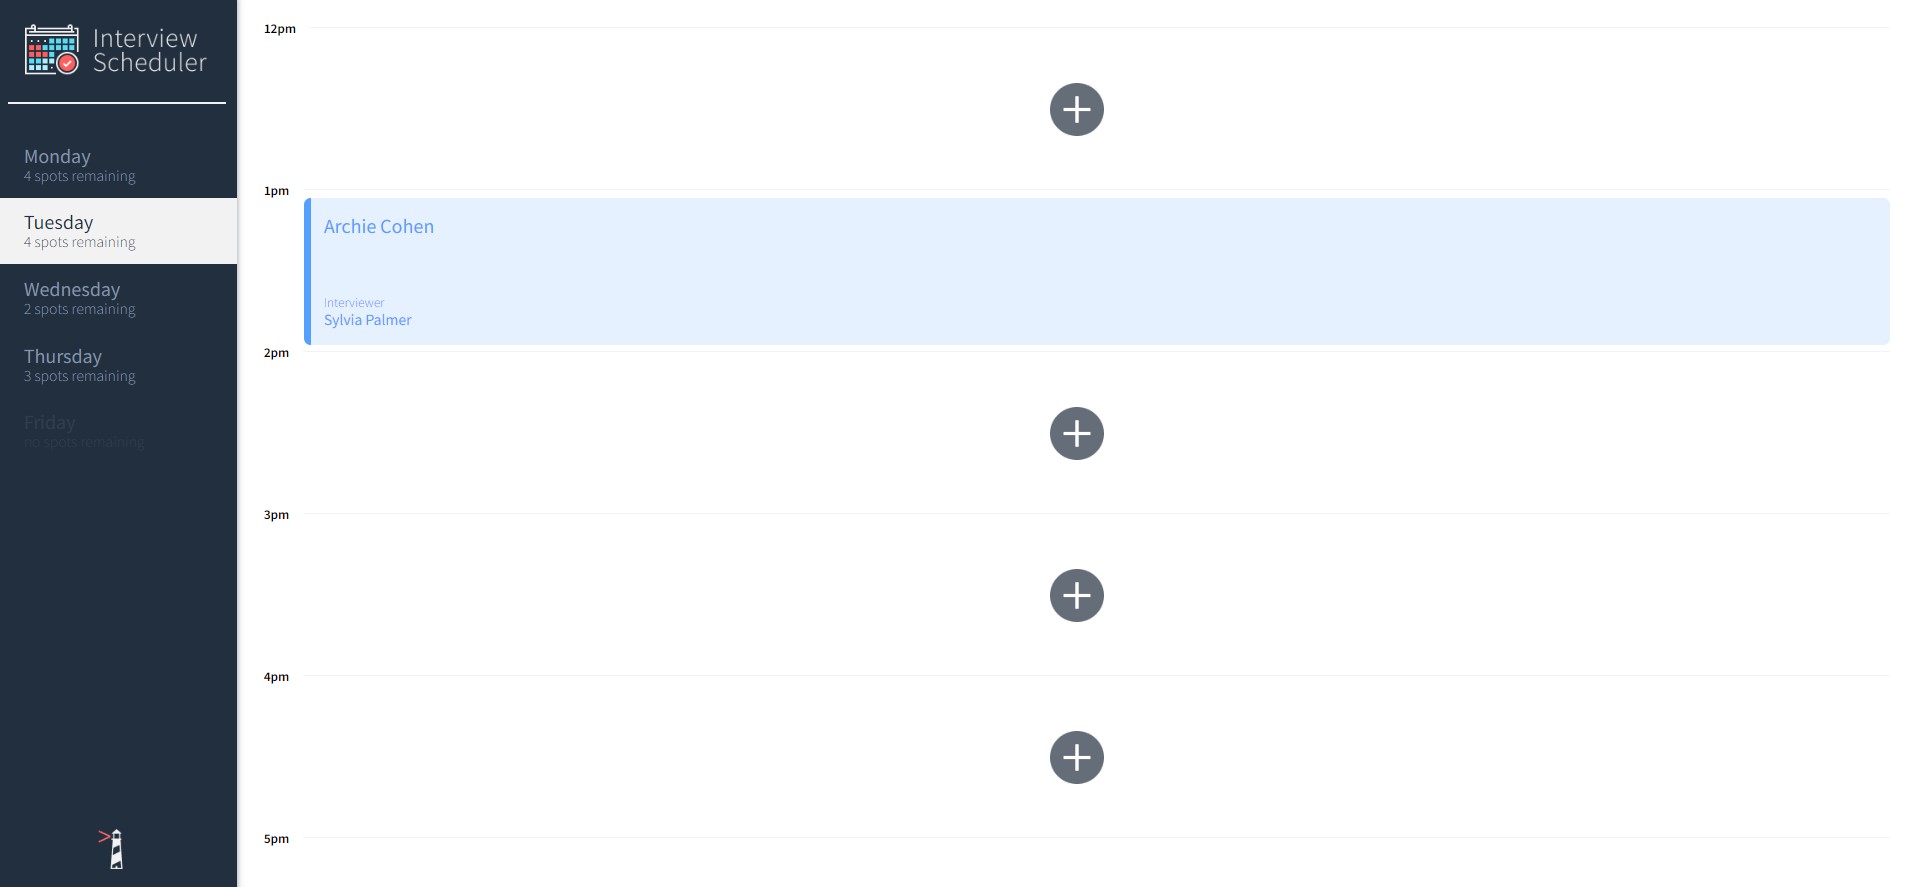 Interview
Scheduler
Monday
4 spots remaining
Tuesday
4 spots remaining
Wednesday
2 spots remaining
Thursday
3 spots remaining
Friday
no spots remaining
12pm
1pm
Archie Cohen
Interviewer
Sylvia Palmer
2pm
3pm
4pm
5pm